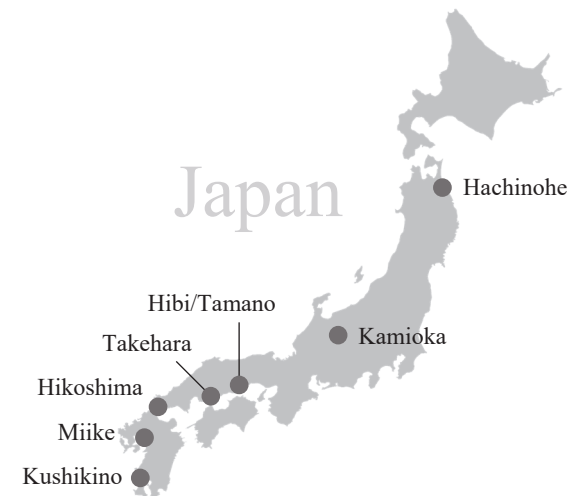 Japan
Hachinohe
Hibi/Tamano
Kamioka
Takehara
Hikoshima
Miike
Kushikino